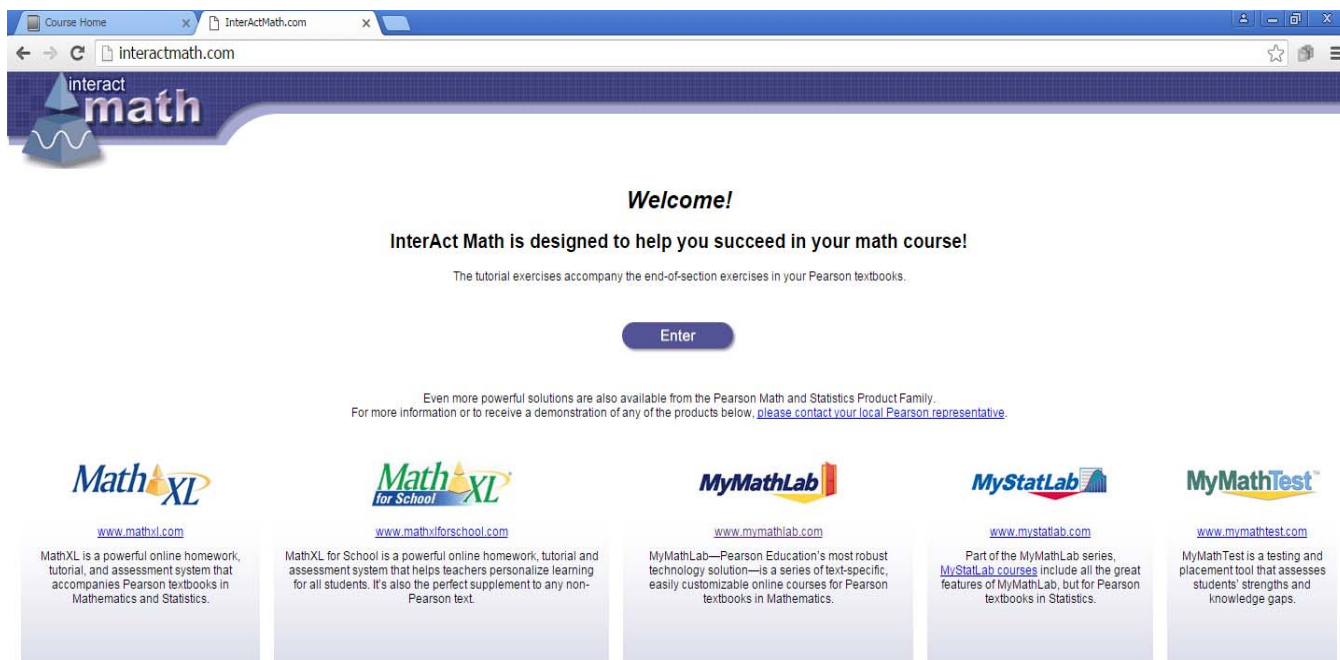 Course Home
InterActMath.com
interactmath.com
interact
math
Welcome!
InterAct Math is designed to help you succeed in your math course!
The tutorial exercises accompany the end-of-section exercises in your Pearson textbooks.
Enter
Even more powerful solutions are also available from the Pearson Math and Statistics Product Family.
For more information or to receive a demonstration of any of the products below, please contact your local Pearson representative.
Math XL
www.mathxl.com
MathXL is a powerful online homework,
tutorial, and assessment system that
accompanies Pearson textbooks in
Mathematics and Statistics.
Math XL®
for School
www.mathxlforschool.com
MathXL for School is a powerful online homework, tutorial and
assessment system that helps teachers personalize learning
for all students. It's also the perfect supplement to any non-
Pearson text.
MyMathLab
www.mymathlab.com
MyMathLab—Pearson Education's most robust
technology solution—is a series of text-specific,
easily customizable online courses for Pearson
textbooks in Mathematics.
MyStatLab
www.mystatlab.com
Part of the MyMathLab series,
MyStatLab courses include all the great
features of MyMathLab, but for Pearson
textbooks in Statistics.
MyMathTest™
www.mymathtest.com
MyMathTest is a testing and
placement tool that assesses
students' strengths and
knowledge gaps.